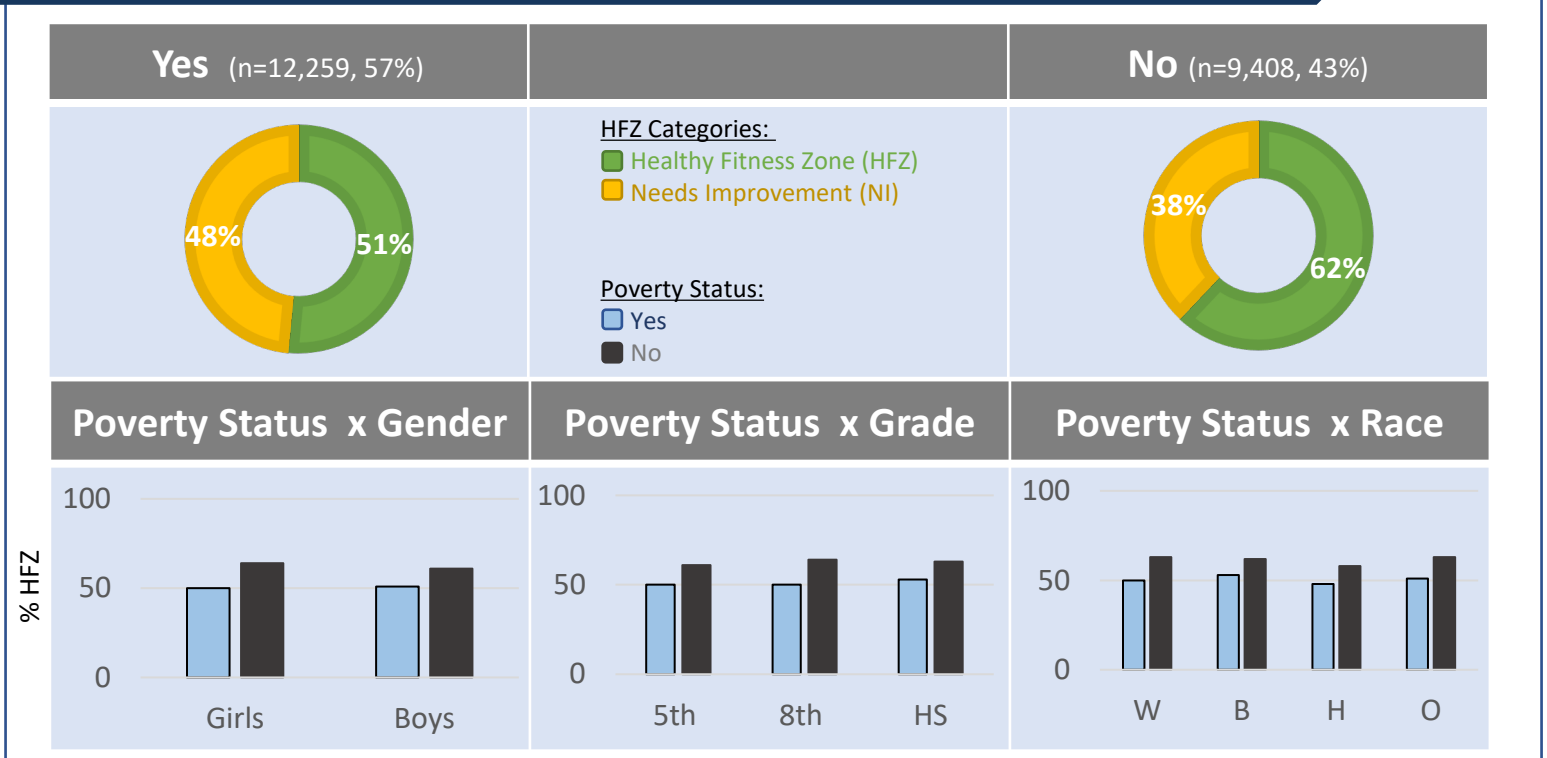 Yes (n=12,259, 57%)
No (n=9,408, 43%)
48%
51%
HFZ Categories:
Healthy Fitness Zone (HFZ)
Needs Improvement (NI)
Poverty Status:
Yes
No
38%
62%
Poverty Status x Gender
Poverty Status x Grade
Poverty Status x Race
% HFZ
100
50
0
Girls Boys
100
50
0
5th 8th HS
100
50
0
W B H O